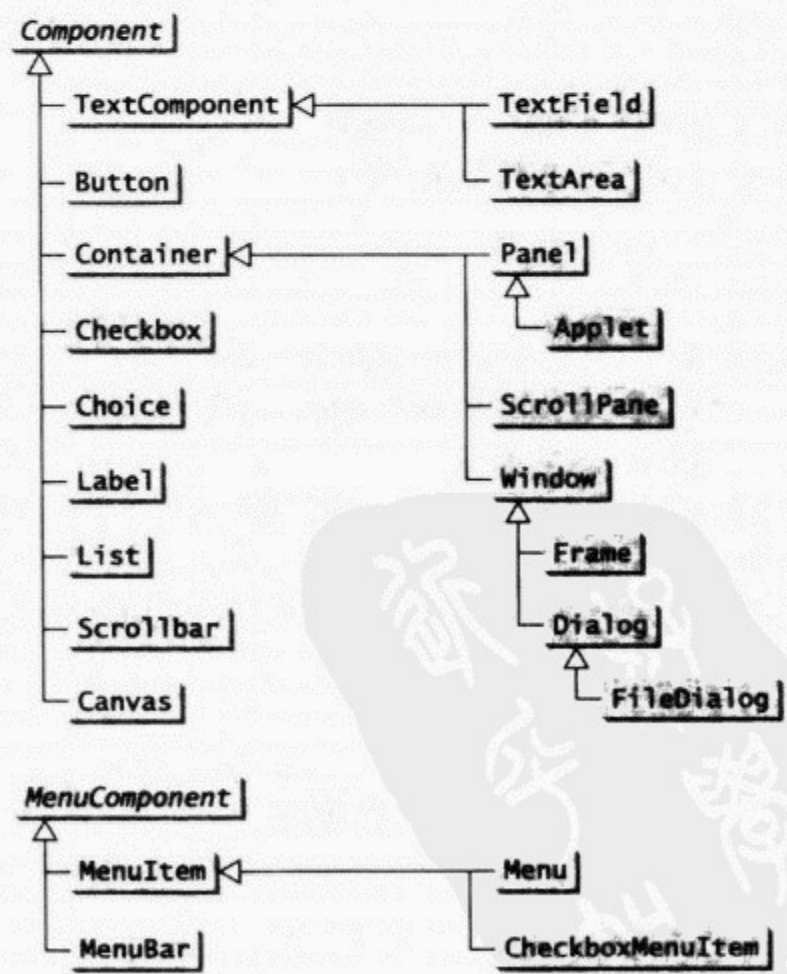 Component
TextComponent TextField
TextArea
Button
Container Panel
Applet
Checkbox
Choice ScrollPane
Label Window
List Frame
Scrollbar Dialog
Canvas FileDialog
MenuComponent
MenuItem Menu
MenuBar CheckboxMenuItem